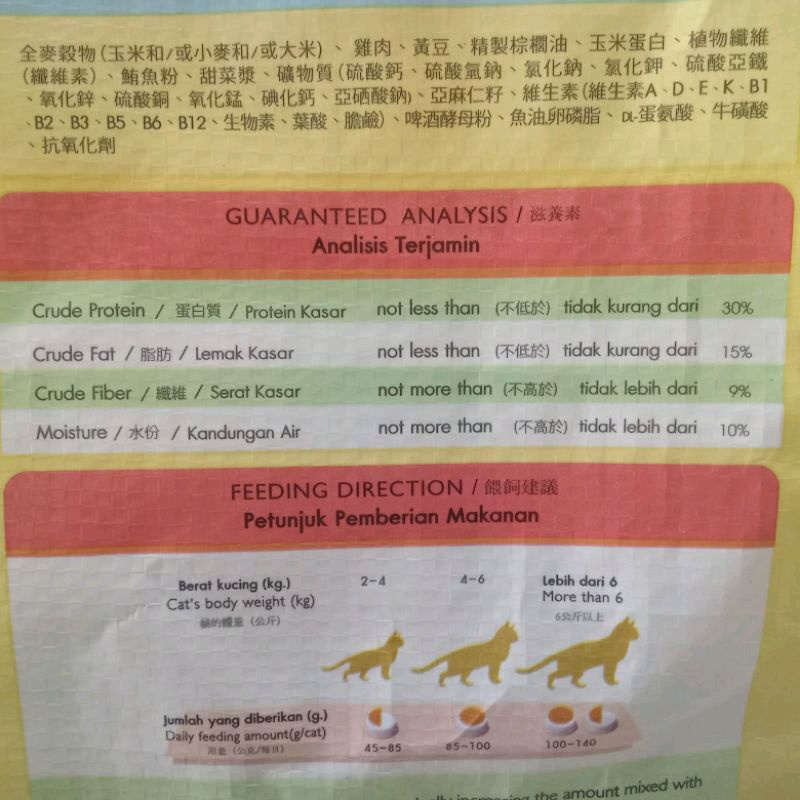 全麥穀物(玉米和/或小麥和/或大米)、雞肉、黃豆、精製棕櫚油、玉米蛋白、植物纖維
(纖維素)、鮪魚粉、甜菜漿、礦物質(硫酸鈣、硫酸氫鈉、氯化鈉、氯化鉀、硫酸亞鐵
、氧化鋅、硫酸銅、氧化錳、碘化鈣、亞硒酸鈉)、亞麻仁籽、維生素(維生素A、D、E、K、B1
、B2、B3、B5、B6、B12、生物素、葉酸、膽鹼)、啤酒酵母粉、魚油,卵磷脂、DL-蛋氨酸、牛磺酸
、抗氧化劑
GUARANTEED ANALYSIS / 滋養素
Analisis Terjamin
Crude Protein / 蛋白質 / Protein Kasar not less than (不低於) tidak kurang dari 30%
Crude Fat / 脂肪 / Lemak Kasar not less than (不低於) tidak kurang dari 15%
Crude Fiber / 纖維 / Serat Kasar not more than (不高於) tidak lebih dari 9%
Moisture / 水份 / Kandungan Air not more than (不高於) tidak lebih dari 10%
FEEDING DIRECTION / 餵飼建議
Petunjuk Pemberian Makanan
Berat kucing (kg.) 2-4 4-6 Lebih dari 6
Cat's body weight (kg) More than 6
貓的體重 (公斤) 6公斤以上
Jumlah yang diberikan (g.)
Daily feeding amount(g/cat)
用量 (公克/每日) 45-85 85-100 100-140
increasing the amount mixed with